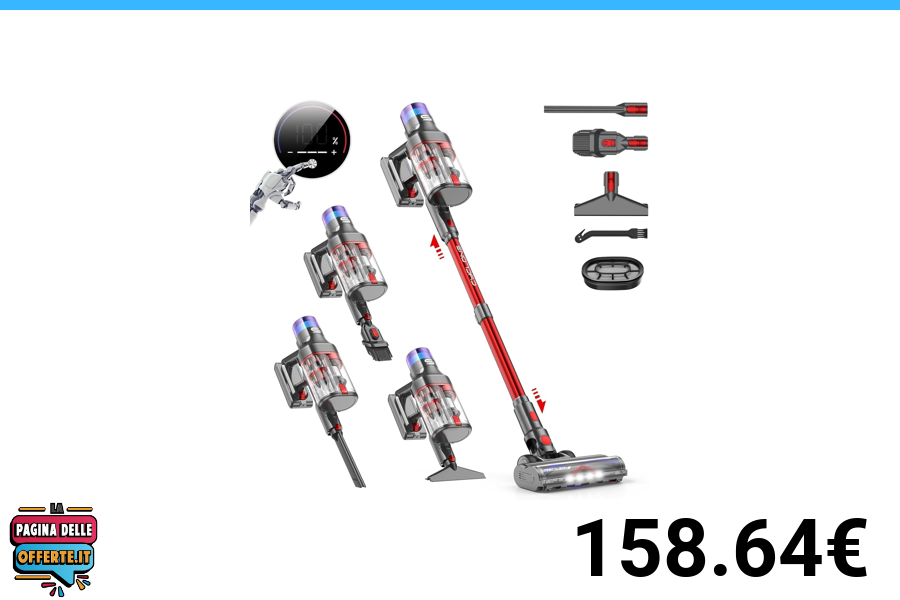 %
- +
LA
PAGINA DELLE
OFFERTE.IT
158.64€